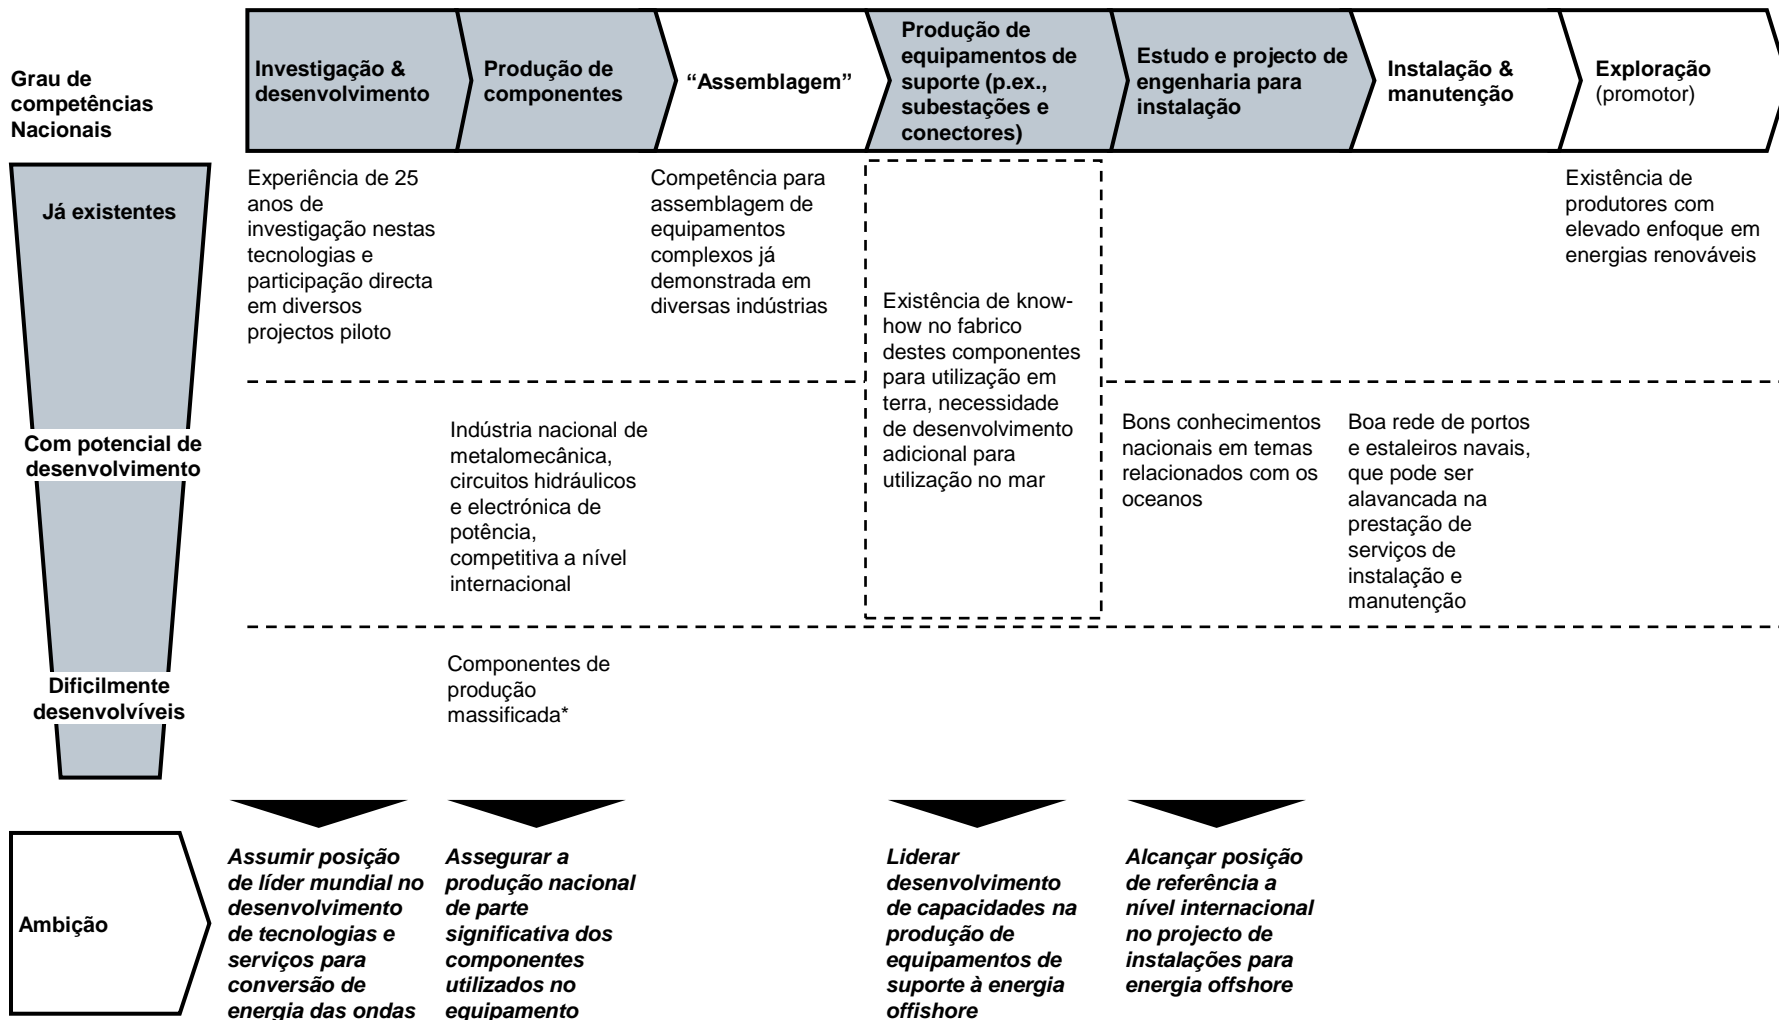 Grau de
competências
Nacionais
Investigação &
desenvolvimento
Produção de
componentes
“Assemblagem”
Produção de
equipamentos de
suporte (p.ex.,
subestações e
conectores)
Estudo e projecto de
engenharia para
instalação
Instalação &
manutenção
Exploração
(promotor)
Já existentes
Experiência de 25
anos de
investigação nestas
tecnologias e
participação directa
em diversos
projectos piloto
Competência para
assemblagem de
equipamentos
complexos já
demonstrada em
diversas indústrias
Existência de know-
how no fabrico
destes componentes
para utilização em
terra, necessidade
de desenvolvimento
adicional para
utilização no mar
Existência de
produtores com
elevado enfoque em
energias renováveis
Com potencial de
desenvolvimento
Indústria nacional de
metalomecânica,
circuitos hidráulicos
e electrónica de
potência,
competitiva a nível
internacional
Bons conhecimentos
nacionais em temas
relacionados com os
oceanos
Boa rede de portos
e estaleiros navais,
que pode ser
alavancada na
prestação de
serviços de
instalação e
manutenção
Dificilmente
desenvolvíveis
Componentes de
produção
massificada*
Ambição
Assumir posição
de líder mundial no
desenvolvimento
de tecnologias e
serviços para
conversão de
energia das ondas
Assegurar a
produção nacional
de parte
significativa dos
componentes
utilizados no
equipamento
Liderar
desenvolvimento
de capacidades na
produção de
equipamentos de
suporte à energia
offishore
Alcançar posição
de referência a
nível internacional
no projecto de
instalações para
energia offshore